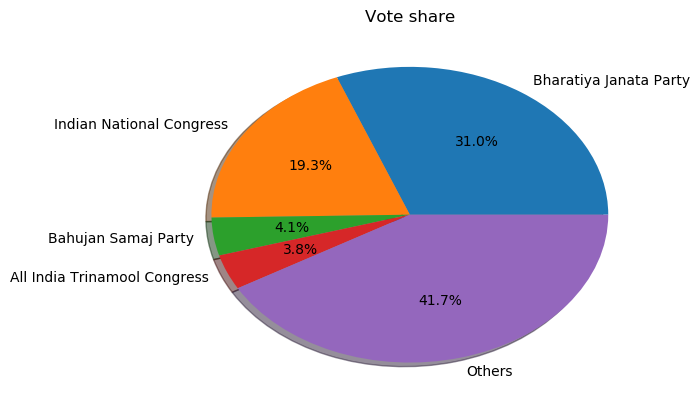 Vote share
Bharatiya Janata Party
31.0%
Indian National Congress
19.3%
Bahujan Samaj Party
4.1%
All India Trinamool Congress
3.8%
Others
41.7%